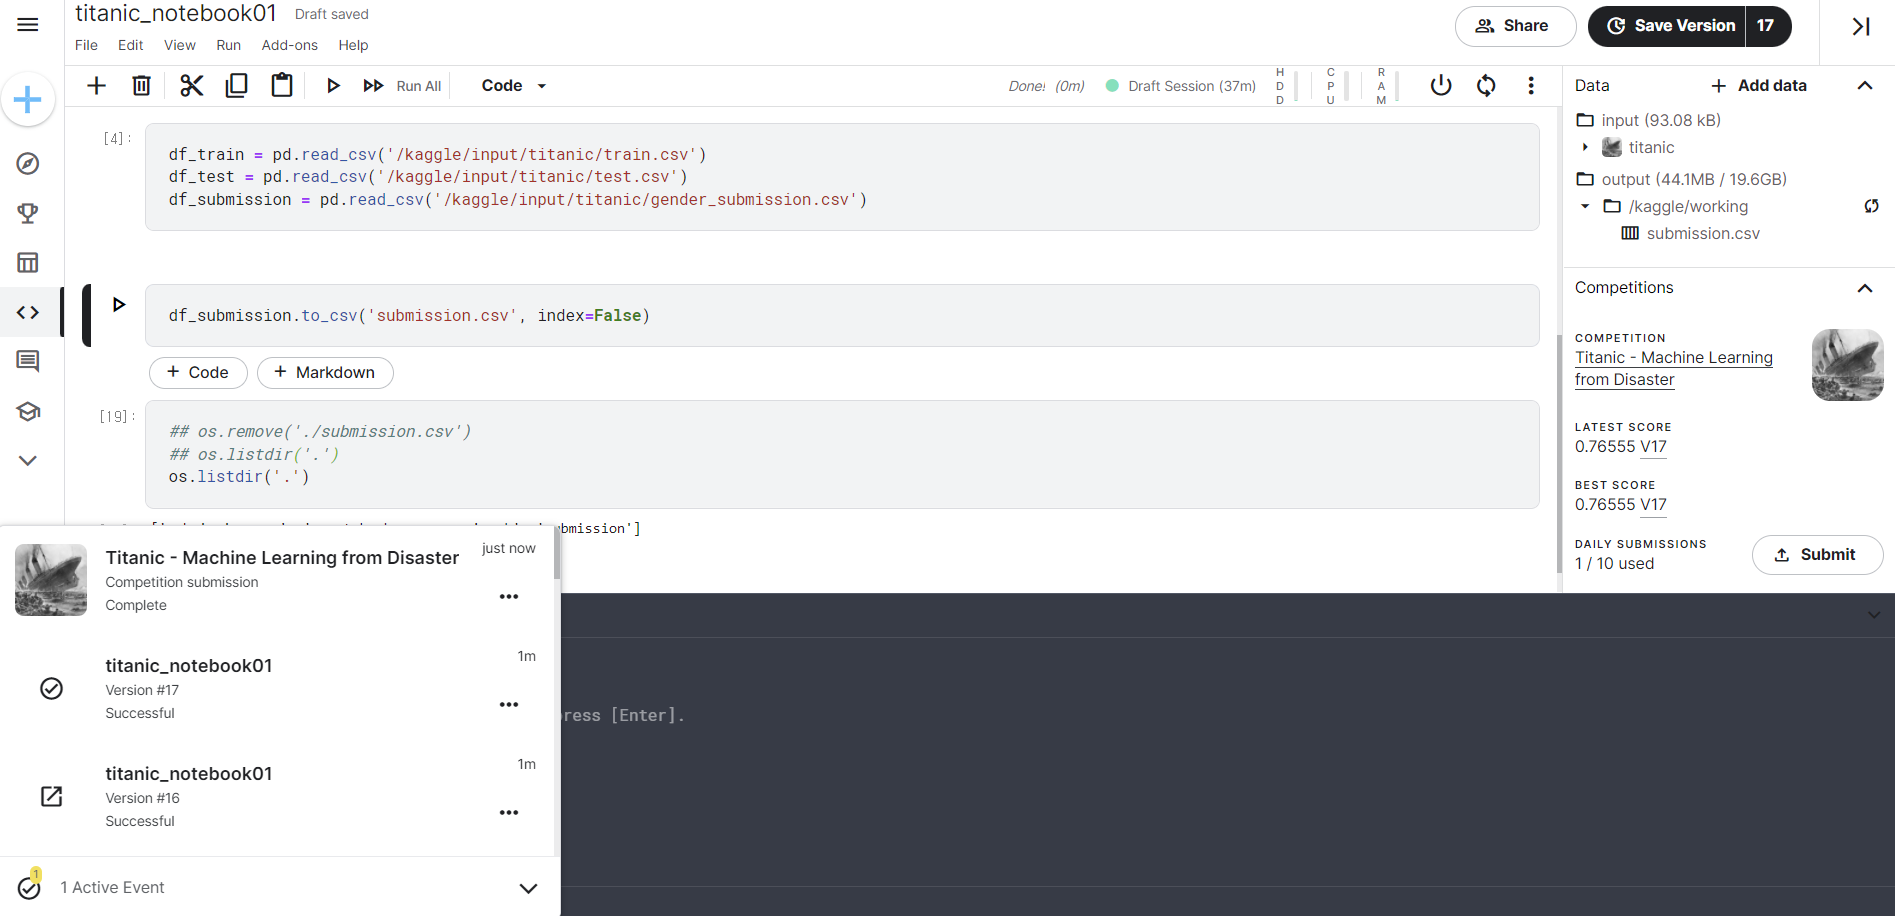 titanic_notebook01 Draft saved
File Edit View Run Add-ons Help
Share
Save Version 17
Run All
Code
Done! (0m)
Draft Session (37m)
HDD
CPU
RAM
[4]:
df_train = pd.read_csv('/kaggle/input/titanic/train.csv')
df_test = pd.read_csv('/kaggle/input/titanic/test.csv')
df_submission = pd.read_csv('/kaggle/input/titanic/gender_submission.csv')
df_submission.to_csv('submission.csv', index=False)
+ Code
+ Markdown
[19]:
## os.remove('./submission.csv')
## os.listdir('.')
os.listdir('.')
bmission']
press [Enter].
Data
+ Add data
input (93.08 kB)
titanic
output (44.1MB / 19.6GB)
/kaggle/working
submission.csv
Competitions
COMPETITION
Titanic - Machine Learning
from Disaster
LATEST SCORE
0.76555 V17
BEST SCORE
0.76555 V17
DAILY SUBMISSIONS
1 / 10 used
Submit
Titanic - Machine Learning from Disaster just now
Competition submission
Complete
titanic_notebook01 1m
Version #17
Successful
titanic_notebook01 1m
Version #16
Successful
1
1 Active Event